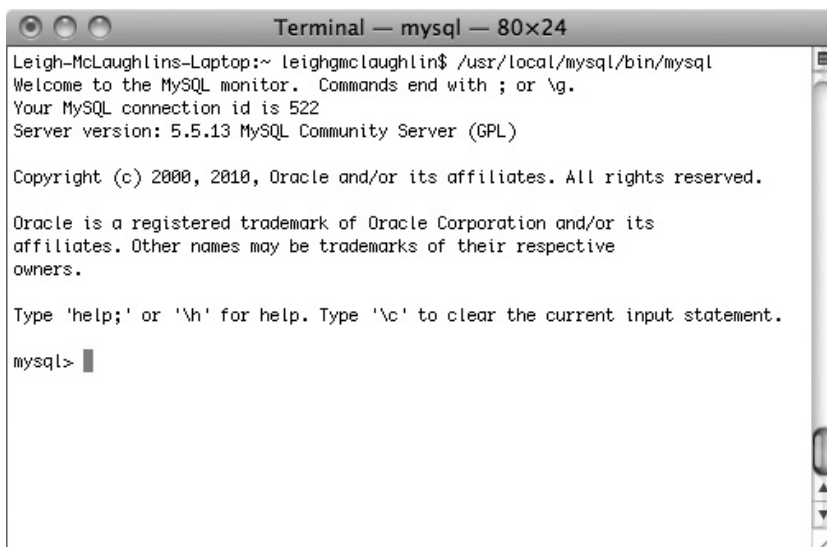 Terminal — mysql — 80×24
Leigh-McLaughlins-Laptop:~ leighgmclaughlin$ /usr/local/mysql/bin/mysql
Welcome to the MySQL monitor.  Commands end with ; or \g.
Your MySQL connection id is 522
Server version: 5.5.13 MySQL Community Server (GPL)

Copyright (c) 2000, 2010, Oracle and/or its affiliates. All rights reserved.

Oracle is a registered trademark of Oracle Corporation and/or its
affiliates. Other names may be trademarks of their respective
owners.

Type 'help;' or '\h' for help. Type '\c' to clear the current input statement.

mysql>